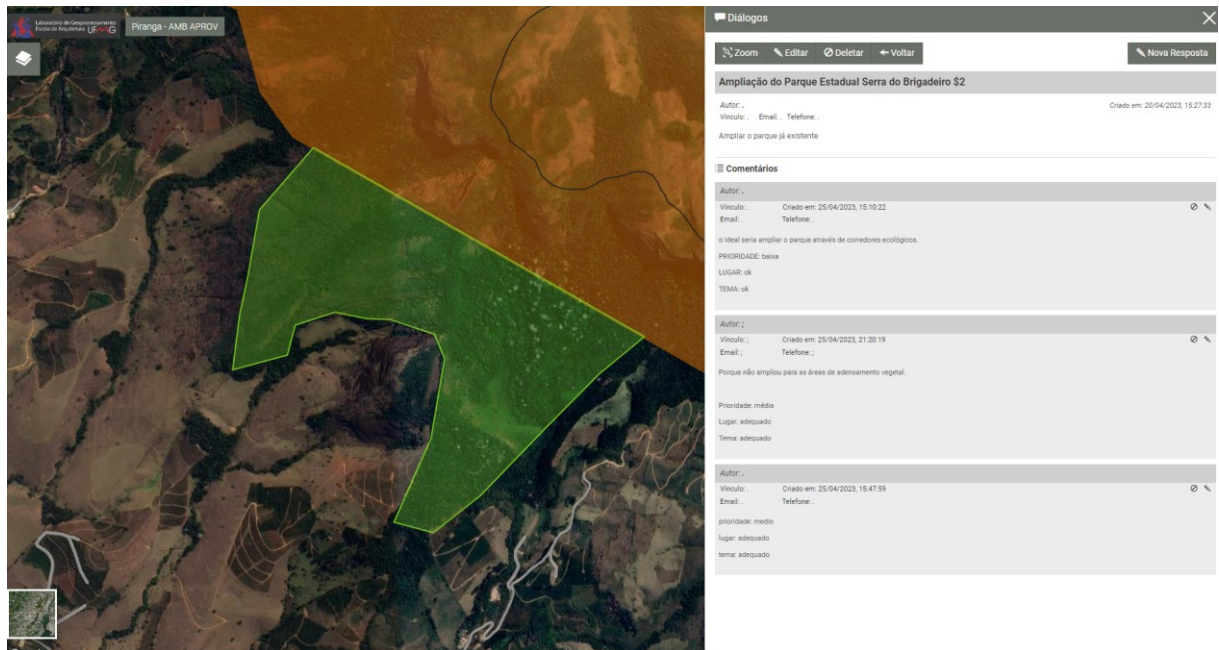 Laboratório de Geoprocessamento
Escola de Arquitetura UFMG
Piranga - AMB APROV
Diálogos
Zoom Editar Deletar Voltar Nova Resposta
Ampliação do Parque Estadual Serra do Brigadeiro $2
Autor: . Criado em: 20/04/2023, 15:27:33
Vinculo: . Email: . Telefone: .
Ampliar o parque já existente
Comentários
Autor: .
Vinculo: . Criado em: 25/04/2023, 15:10:22
Email: . Telefone: .
o ideal seria ampliar o parque através de corredores ecológicos.
PRIORIDADE: baixa
LUGAR: ok
TEMA: ok
Autor: ;
Vinculo: ; Criado em: 25/04/2023, 21:20:19
Email: ; Telefone: ;
Porque não ampliou para as áreas de adensamento vegetal.
Prioridade: média
Lugar: adequado
Tema: adequado
Autor: .
Vinculo: . Criado em: 25/04/2023, 15:47:59
Email: . Telefone: .
prioridade: medio
lugar: adequado
tema: adequado